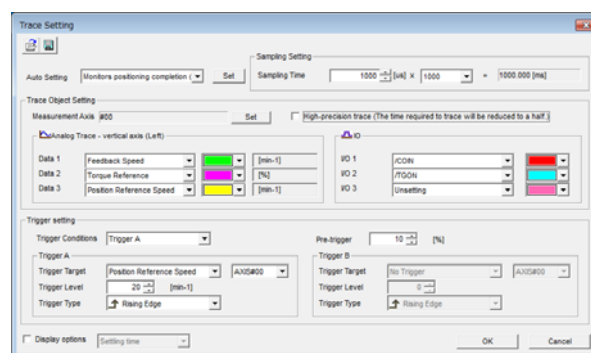 Trace Setting
Sampling Setting
Auto Setting Monitors positioning completion ( Set Sampling Time 1000 [us] X 1000 = 1000.000 [ms]
Trace Object Setting
Measurement Axis #00 Set High-precision trace (The time required to trace will be reduced to a half.)
Analog Trace - vertical axis (Left) IO
Data 1 Feedback Speed [min-1] I/O 1 /COIN
Data 2 Torque Reference [%] I/O 2 /TGON
Data 3 Position Reference Speed [min-1] I/O 3 Unsetting
Trigger setting
Trigger Conditions Trigger A Pre-trigger 10 [%]
Trigger A Trigger B
Trigger Target Position Reference Speed AXIS#00 Trigger Target No Trigger AXIS#00
Trigger Level 20 [min-1] Trigger Level 0
Trigger Type Rising Edge Trigger Type Rising Edge
Display options Settling time OK Cancel